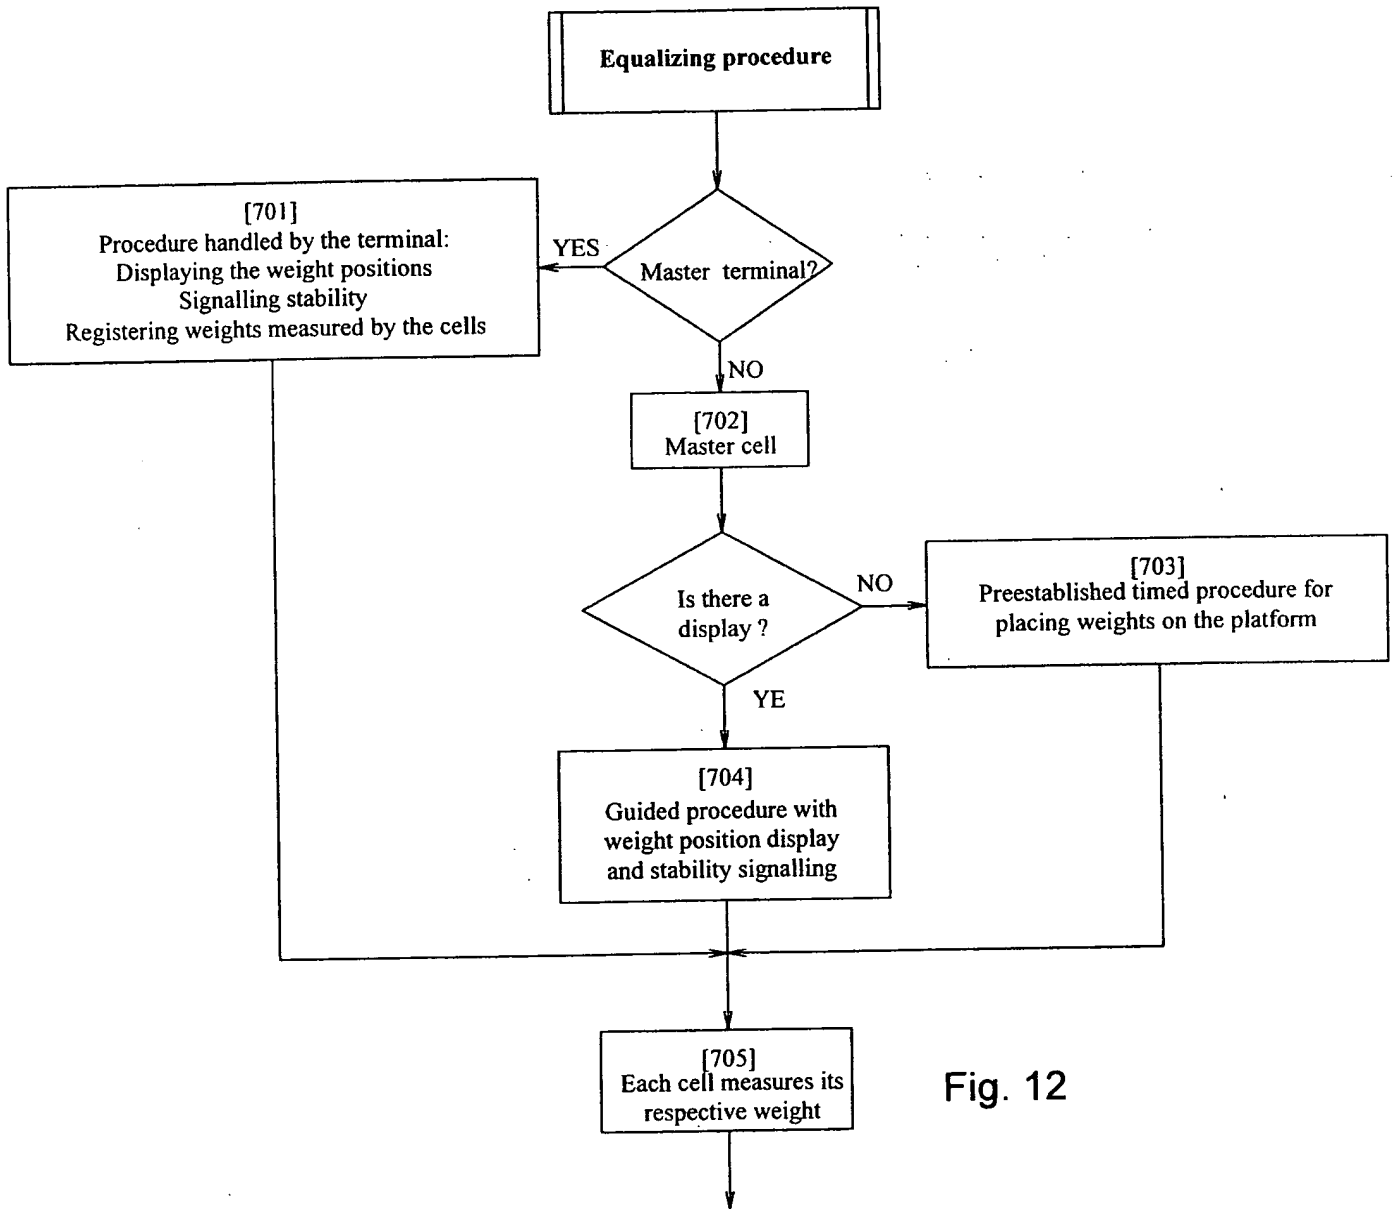 Equalizing procedure
[701]
Procedure handled by the terminal:
Displaying the weight positions
Signalling stability
Registering weights measured by the cells
YES
Master terminal?
NO
[702]
Master cell
Is there a
display ?
NO
[703]
Preestablished timed procedure for
placing weights on the platform
YE
[704]
Guided procedure with
weight position display
and stability signalling
[705]
Each cell measures its
respective weight
Fig. 12